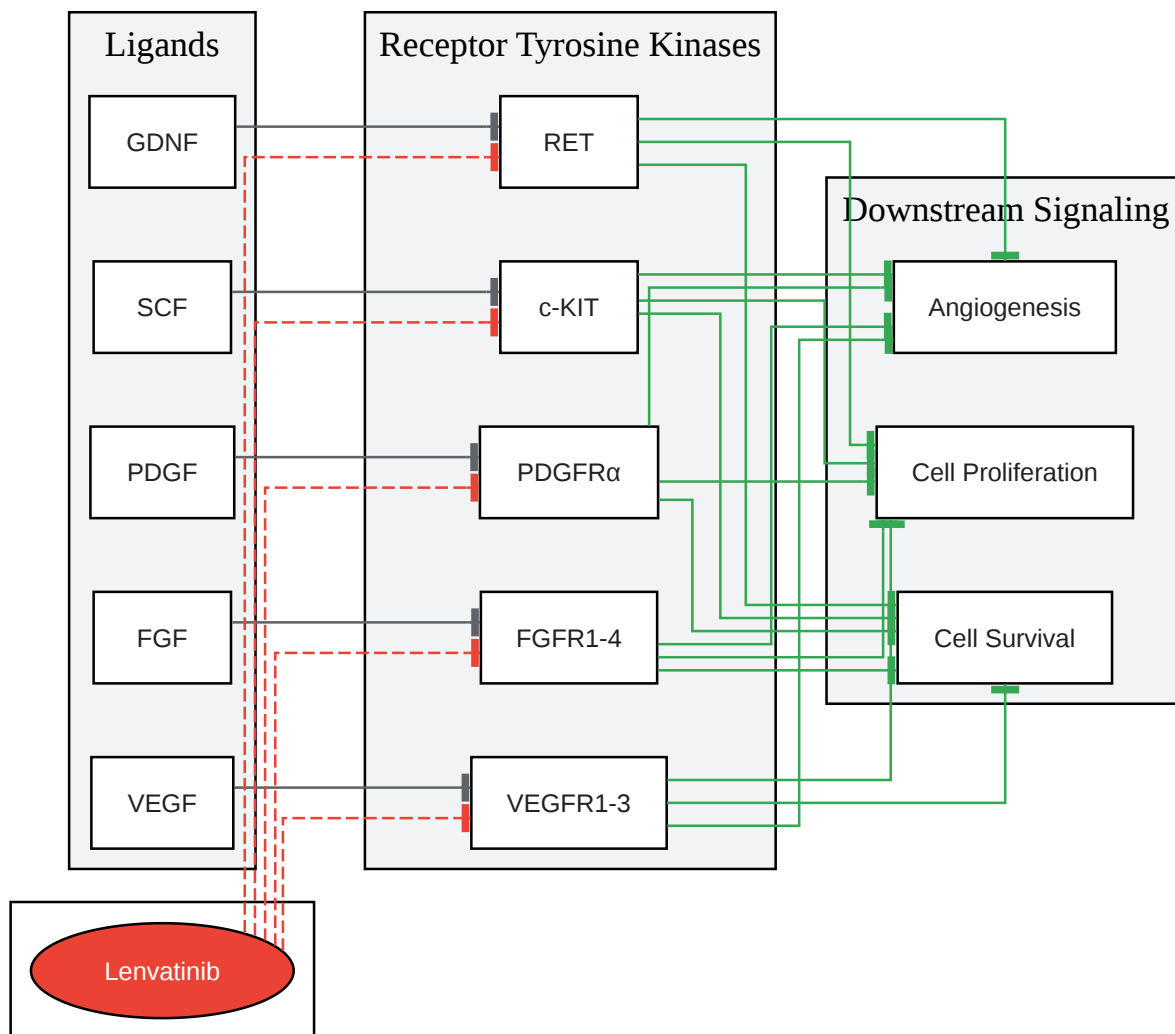 Ligands
Receptor Tyrosine Kinases
GDNF
RET
Downstream Signaling
SCF
c-KIT
Angiogenesis
PDGF
PDGFRα
Cell Proliferation
FGF
FGFR1-4
Cell Survival
VEGF
VEGFR1-3
Lenvatinib